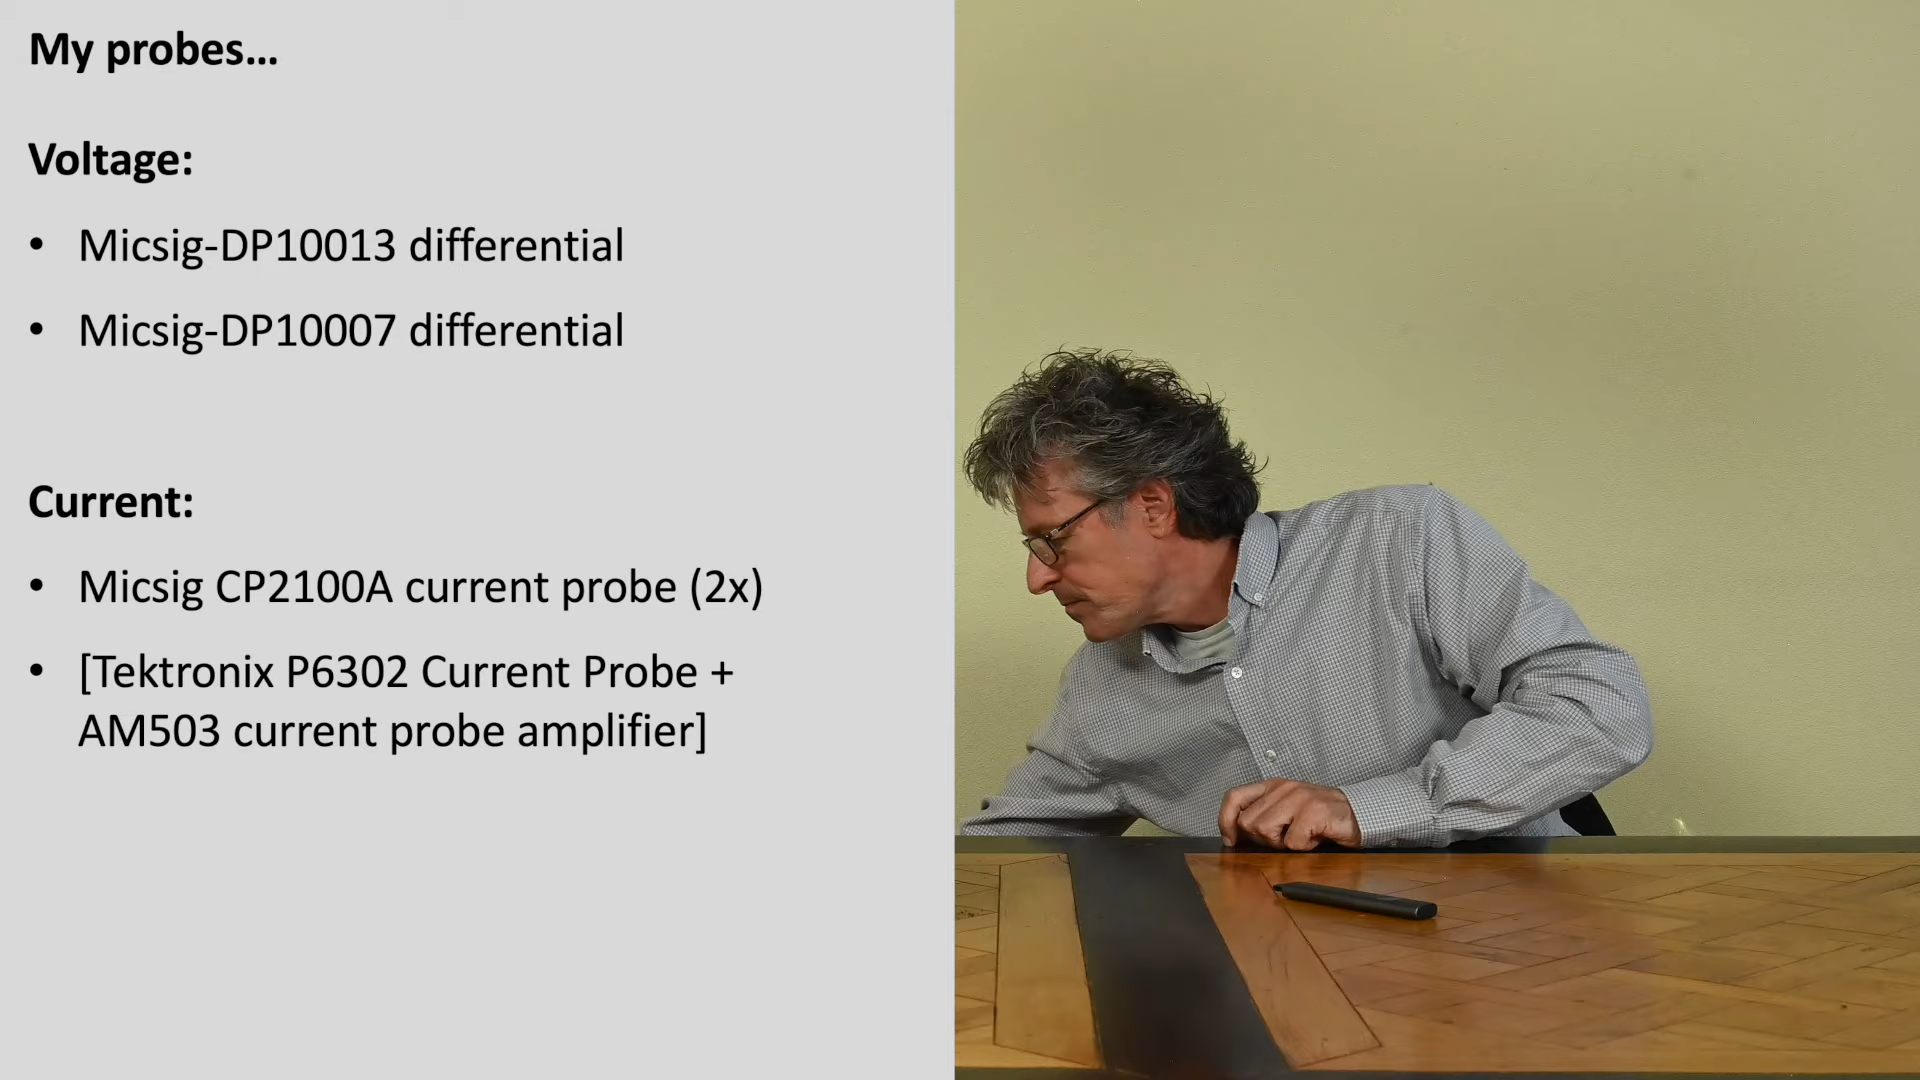 My probes...
Voltage:
• Micsig-DP10013 differential
• Micsig-DP10007 differential
Current:
• Micsig CP2100A current probe (2x)
• [Tektronix P6302 Current Probe +
AM503 current probe amplifier]